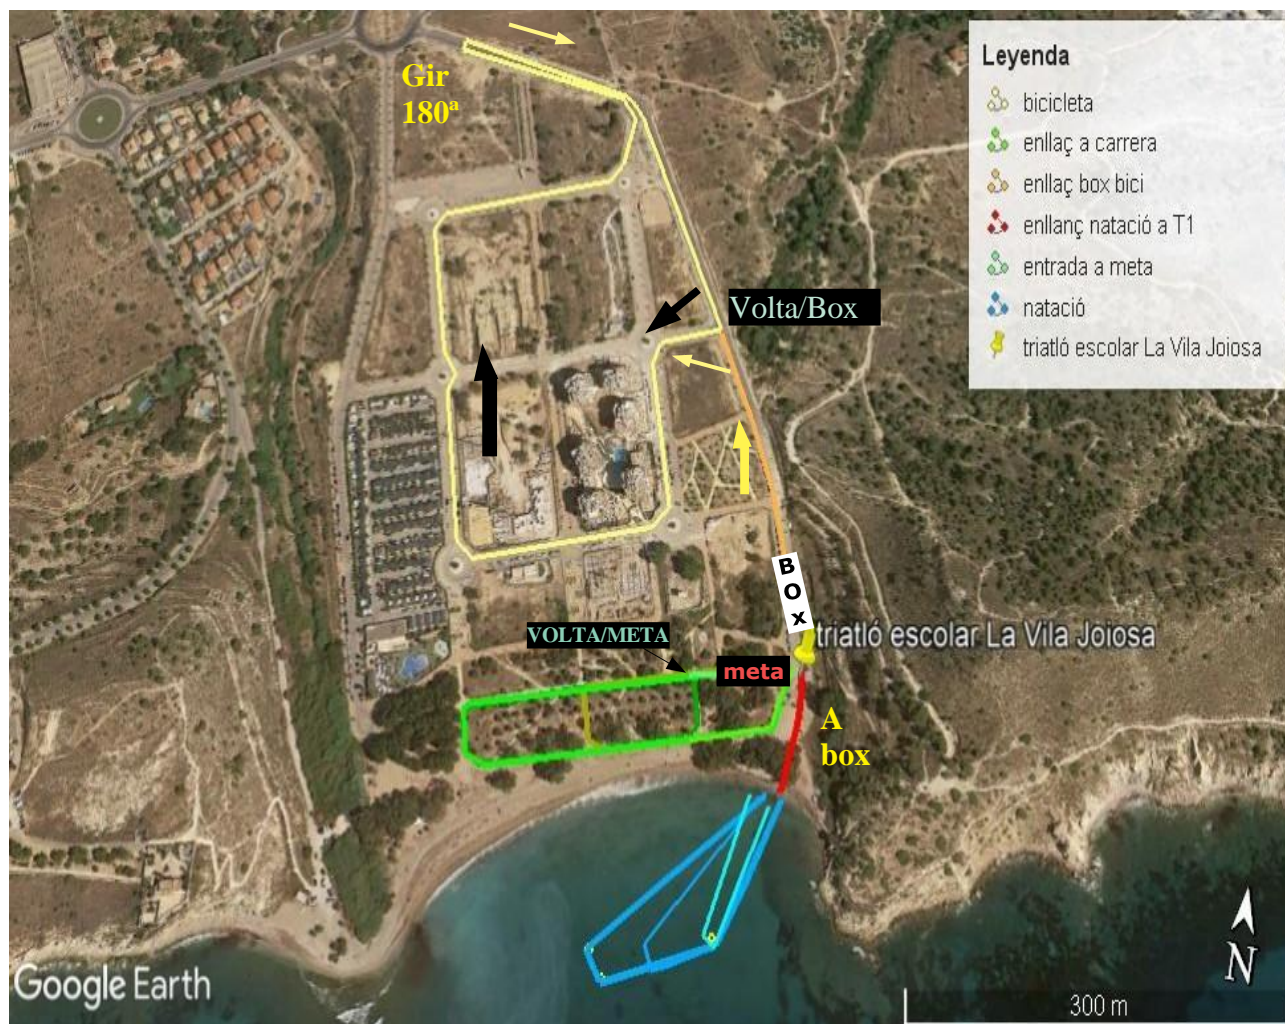 Leyenda
bicicleta
enllaç a carrera
enllaç box bici
enllanç natació a T1
entrada a meta
natació
triatló escolar La Vila Joiosa
Gir
180ª
Volta/Box
B
O
x
triatló escolar La Vila Joiosa
VOLTA/META
meta
A
box
N
Google Earth
300 m